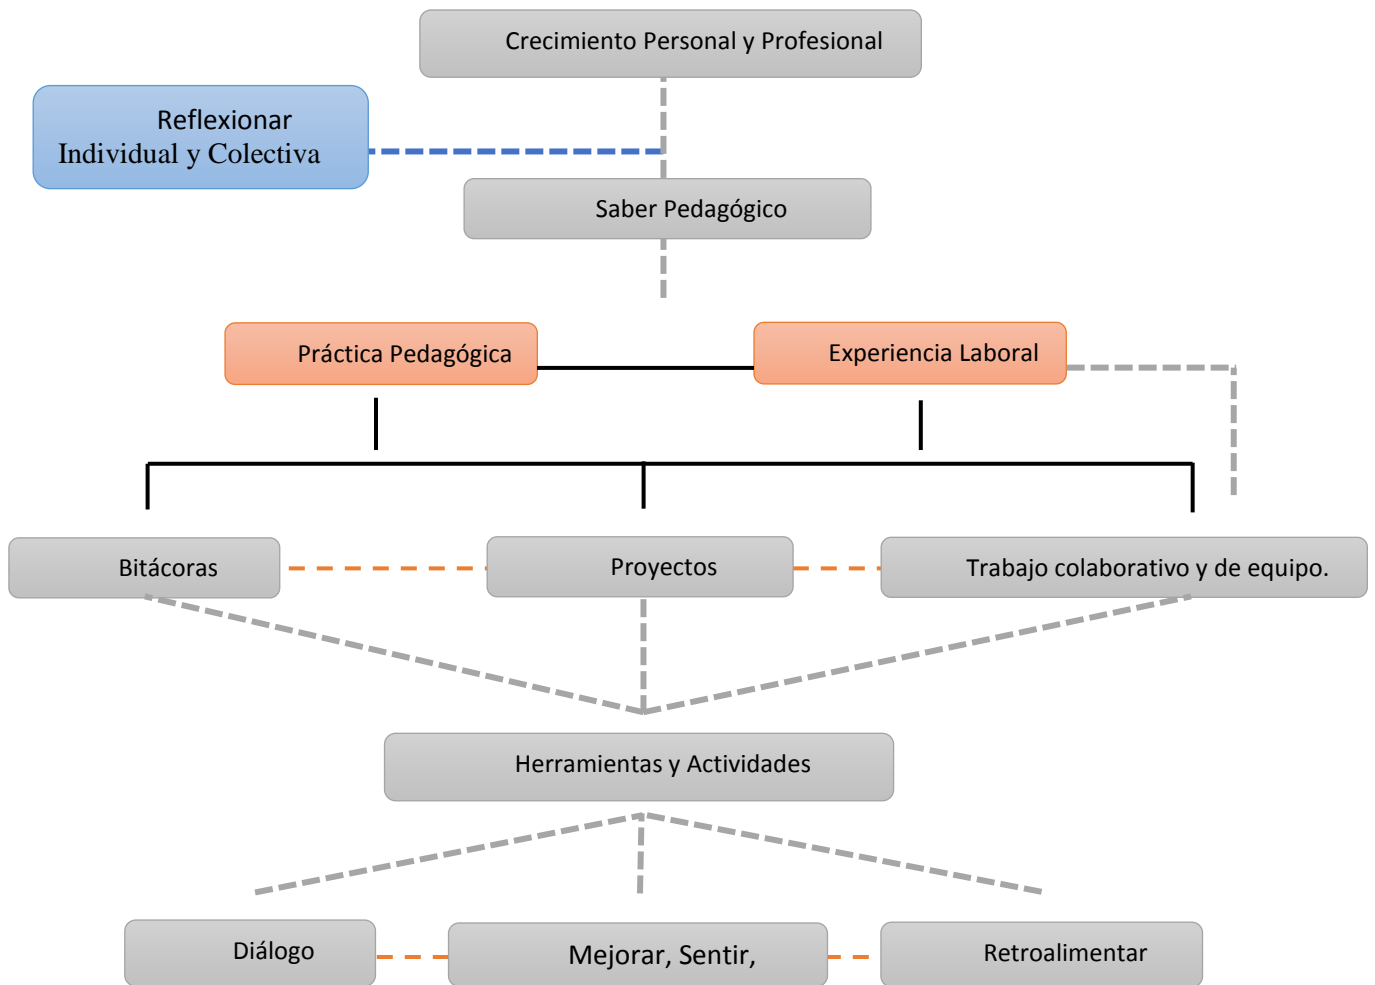 Crecimiento Personal y Profesional
Reflexionar
Individual y Colectiva
Saber Pedagógico
Práctica Pedagógica
Experiencia Laboral
Bitácoras
Proyectos
Trabajo colaborativo y de equipo.
Herramientas y Actividades
Diálogo
Mejorar, Sentir,
Retroalimentar